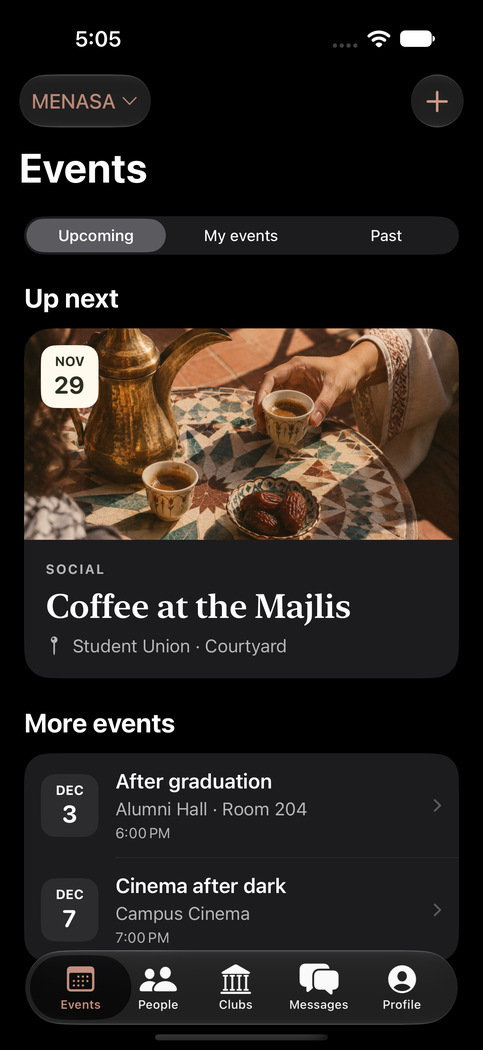 5:05
MENASA
Events
Upcoming
My events
Past
Up next
NOV
29
SOCIAL
Coffee at the Majlis
Student Union · Courtyard
More events
DEC
3
After graduation
Alumni Hall · Room 204
6:00 PM
DEC
7
Cinema after dark
Campus Cinema
7:00 PM
Events
People
Clubs
Messages
Profile